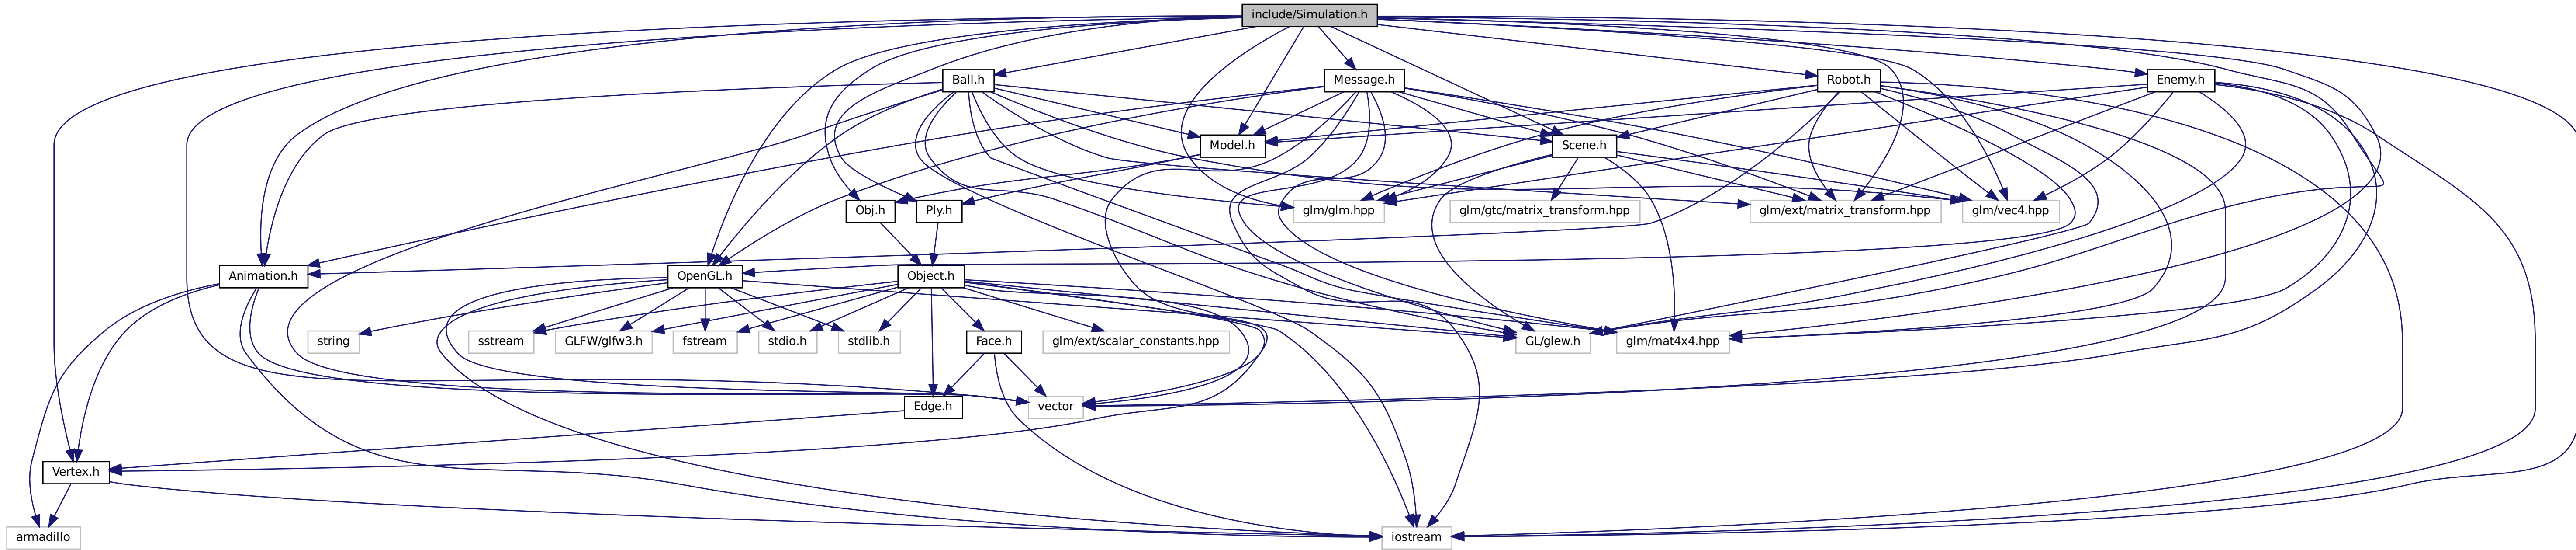 include/Simulation.h
Ball.h
Message.h
Robot.h
Enemy.h
Model.h
Scene.h
Obj.h
Ply.h
glm/glm.hpp
glm/gtc/matrix_transform.hpp
glm/ext/matrix_transform.hpp
glm/vec4.hpp
Animation.h
OpenGL.h
Object.h
string
sstream
GLFW/glfw3.h
fstream
stdio.h
stdlib.h
Face.h
glm/ext/scalar_constants.hpp
GL/glew.h
glm/mat4x4.hpp
Edge.h
vector
Vertex.h
armadillo
iostream